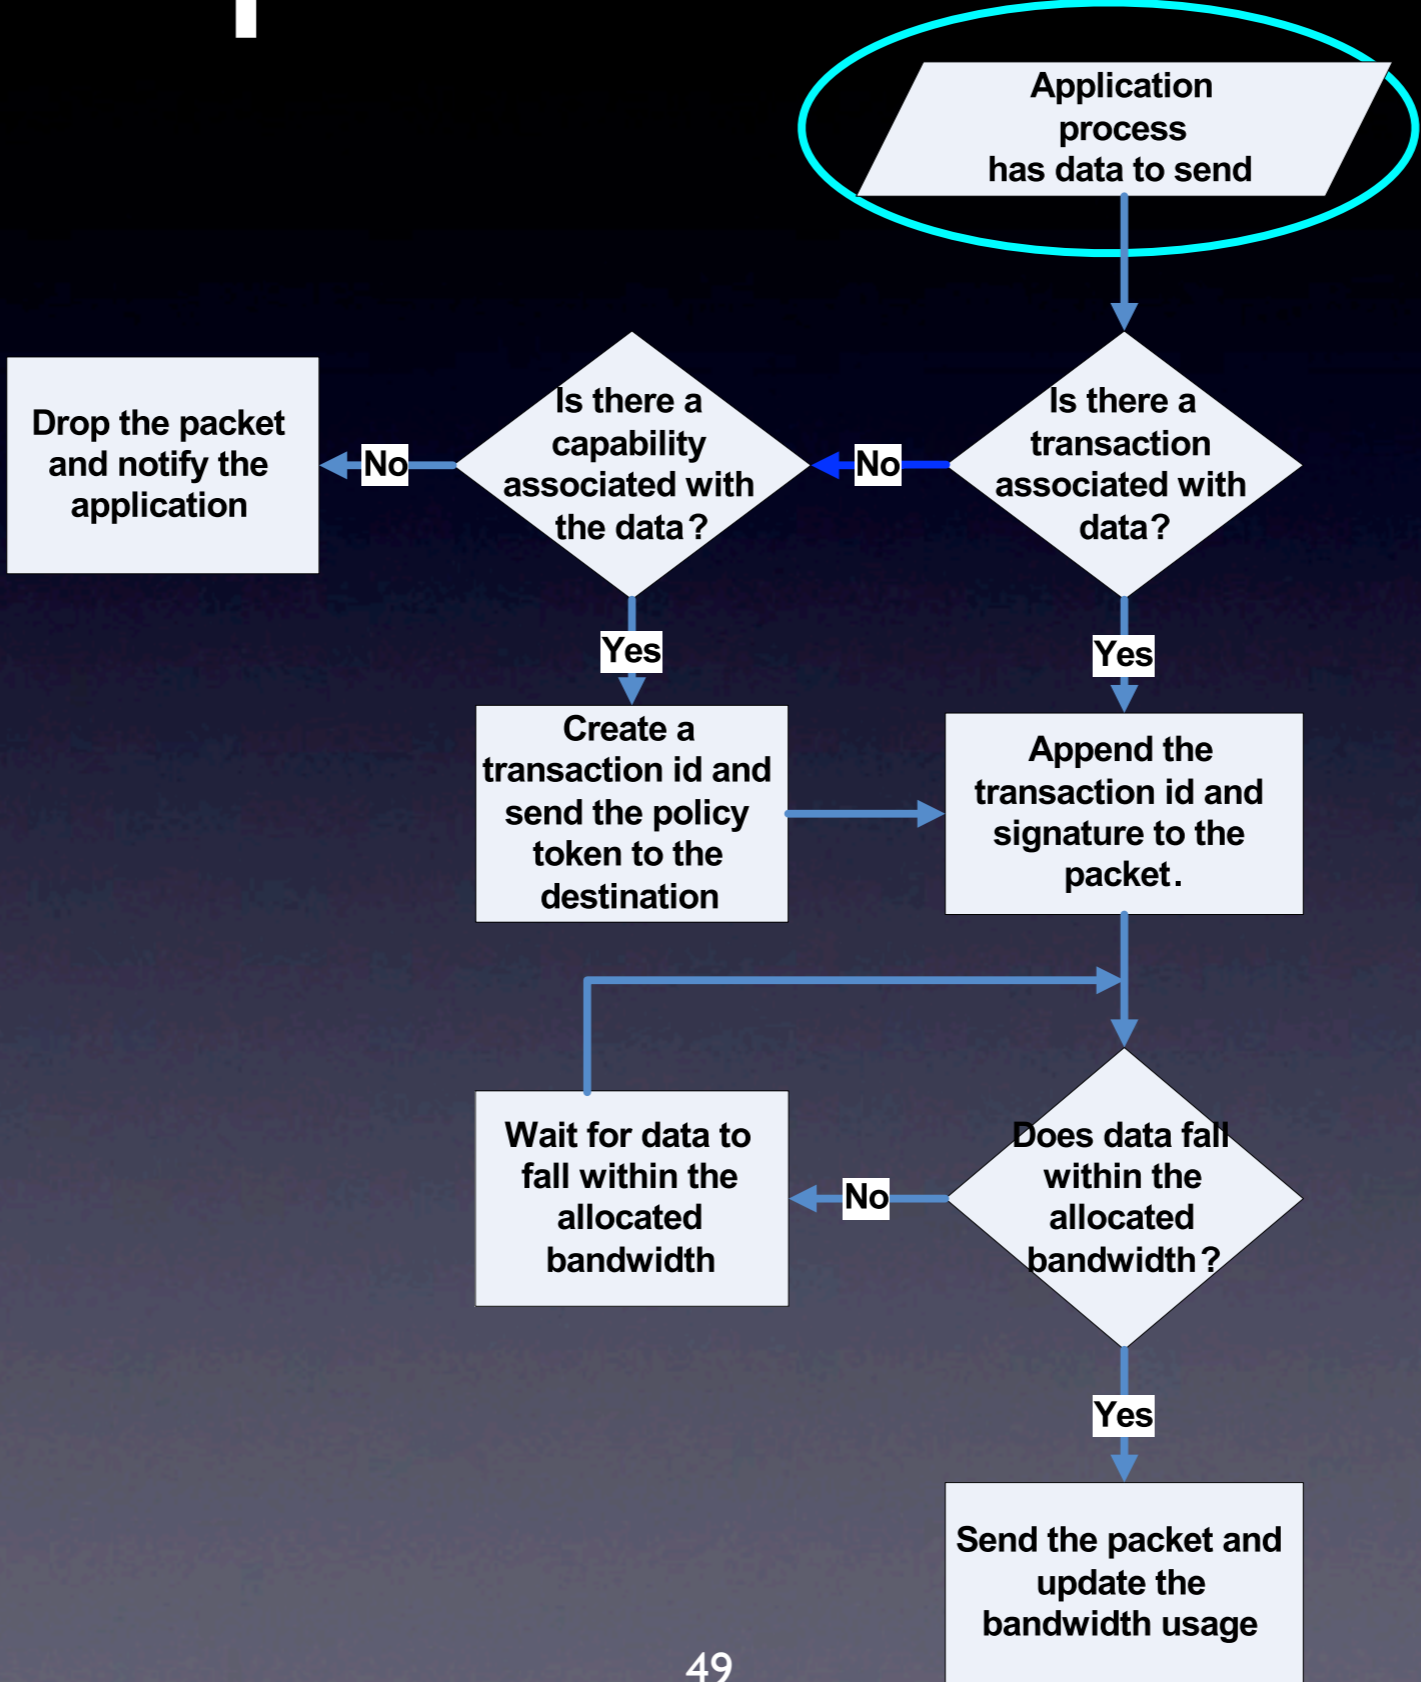 Application
process
has data to send
Is there a
transaction
associated with
data?
No
Is there a
capability
associated with
the data?
No
Drop the packet
and notify the
application
Yes
Create a
transaction id and
send the policy
token to the
destination
Yes
Append the
transaction id and
signature to the
packet.
Does data fall
within the
allocated
bandwidth?
No
Wait for data to
fall within the
allocated
bandwidth
Yes
Send the packet and
update the
bandwidth usage
49